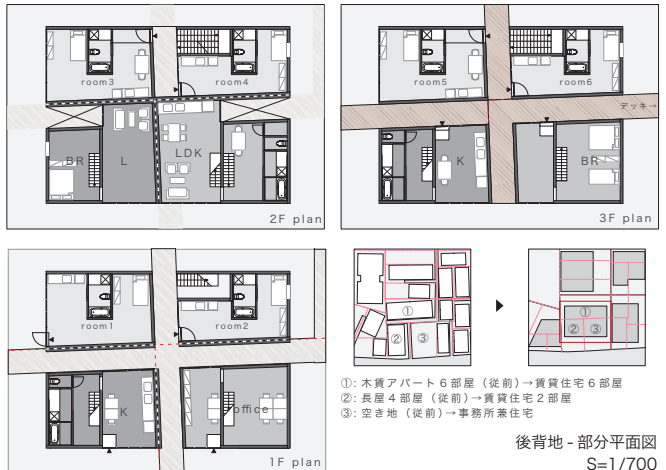 room3
room4
BR
L
LDK
2F plan
room5
room6
デッキ→
K
BR
3F plan
room1
room2
K
office
1F plan
①
②
③
①
②
③
①: 木賃アパート6部屋（従前）→賃貸住宅6部屋
②: 長屋4部屋（従前）→賃貸住宅2部屋
③: 空き地（従前）→事務所兼住宅
後背地 - 部分平面図
S=1/700